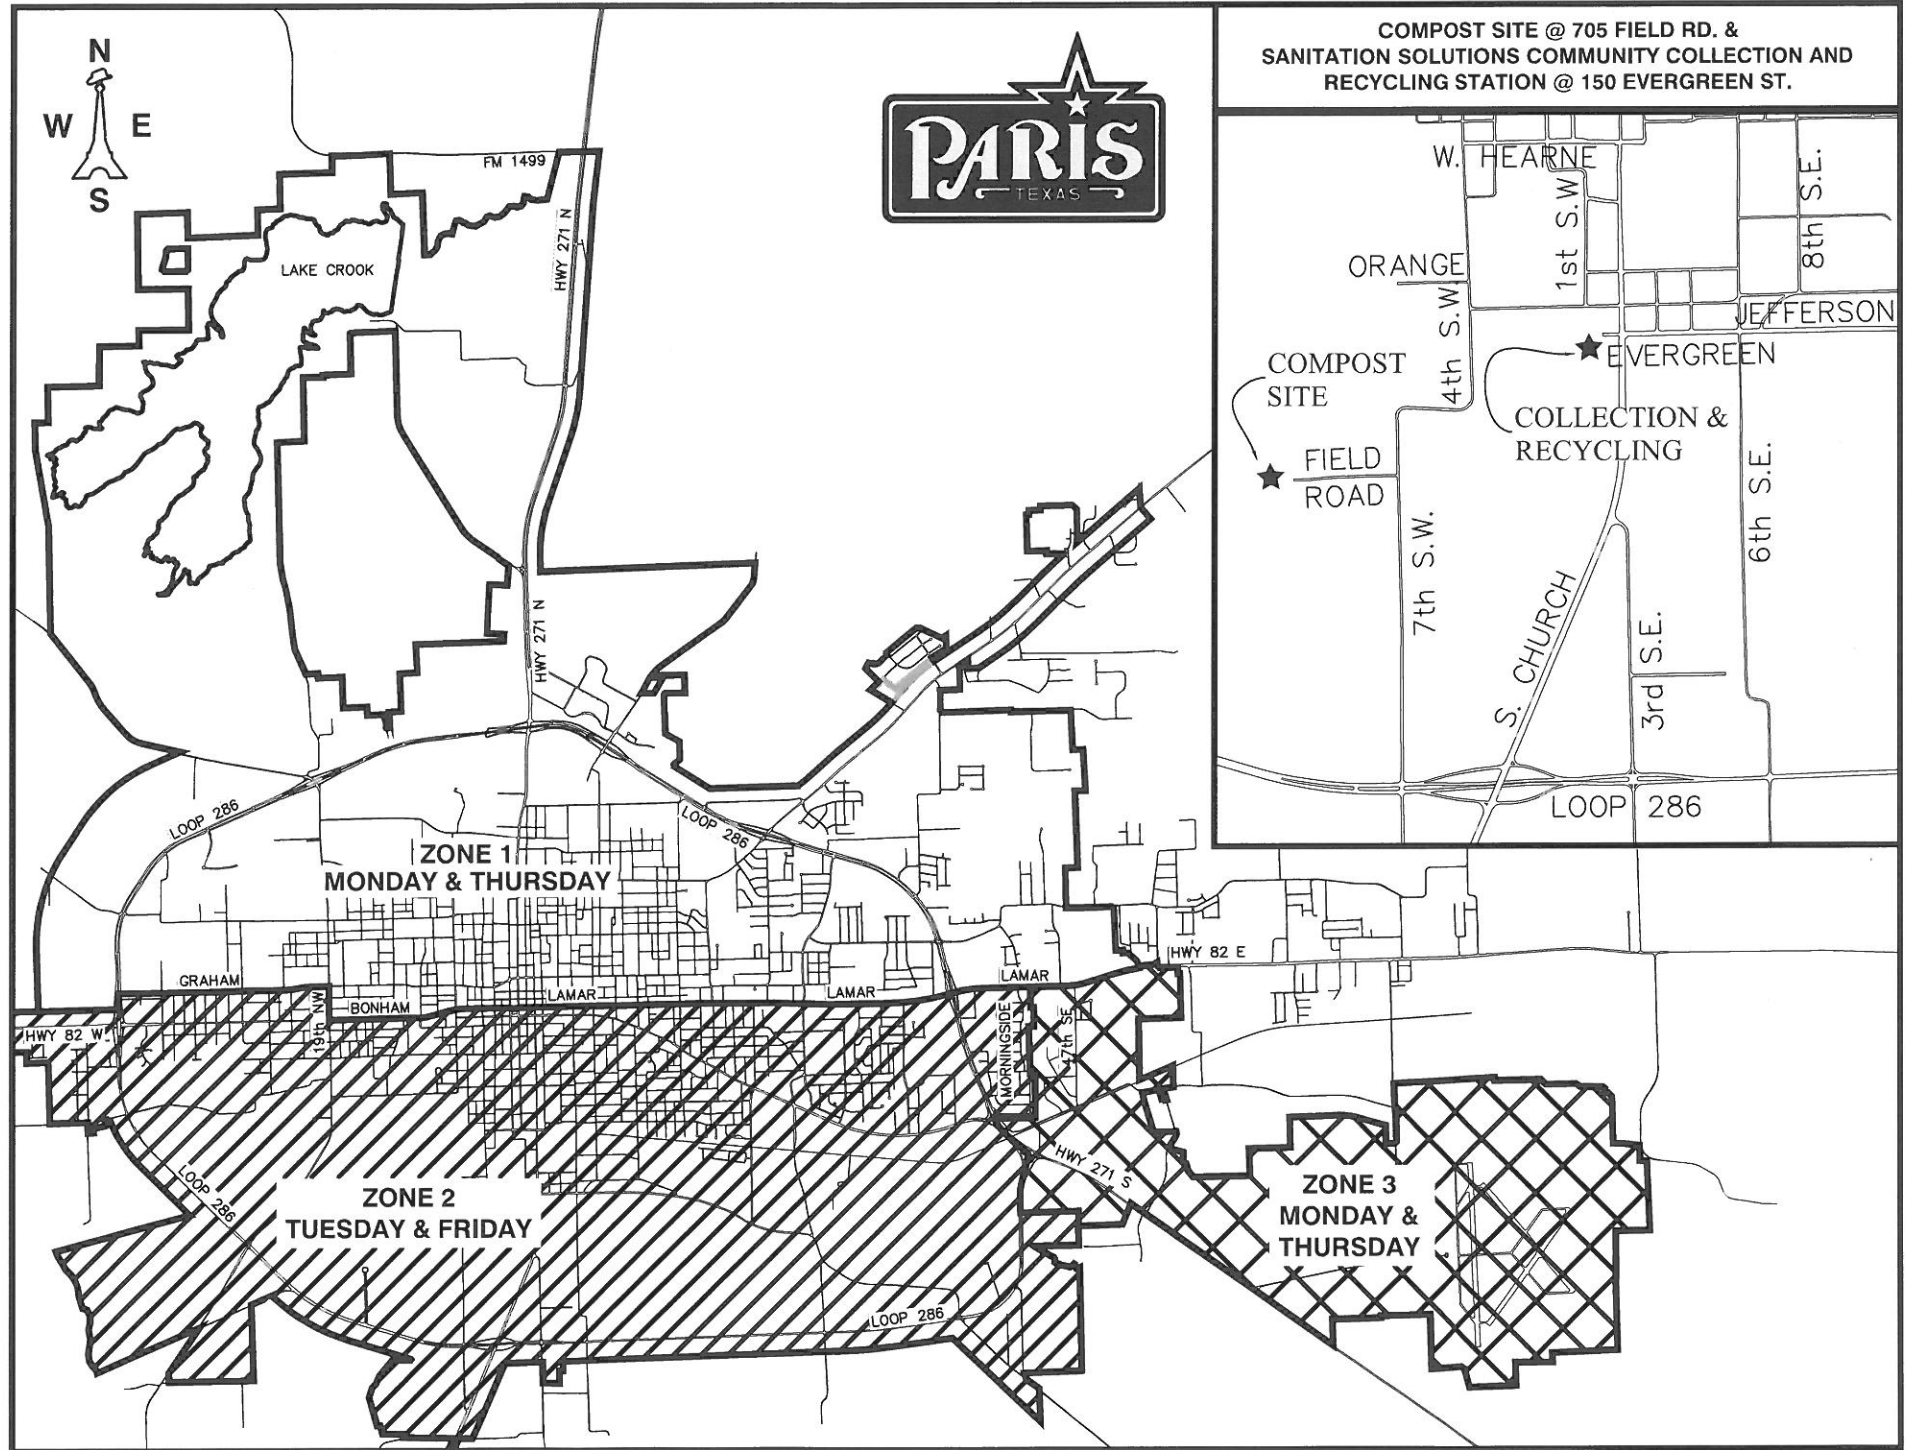 N
W E
S
PARIS
TEXAS
COMPOST SITE @ 705 FIELD RD. &
SANITATION SOLUTIONS COMMUNITY COLLECTION AND
RECYCLING STATION @ 150 EVERGREEN ST.
W. HEARNE
1st S.W
8th S.E.
ORANGE
4th S.W.
JEFFERSON
EVERGREEN
COMPOST
SITE
COLLECTION &
RECYCLING
FIELD
ROAD
7th S.W.
6th S.E.
S. CHURCH
3rd S.E.
LOOP 286
FM 1499
HWY 271 N
LAKE CROOK
HWY 271 N
LOOP 286
LOOP 286
ZONE 1
MONDAY & THURSDAY
HWY 82 E
GRAHAM
LAMAR
LAMAR
LAMAR
BONHAM
19th NW
HWY 82 W
MORNINGSIDE
47th SE
HWY 271 S
LOOP 286
ZONE 2
TUESDAY & FRIDAY
ZONE 3
MONDAY &
THURSDAY
LOOP 286